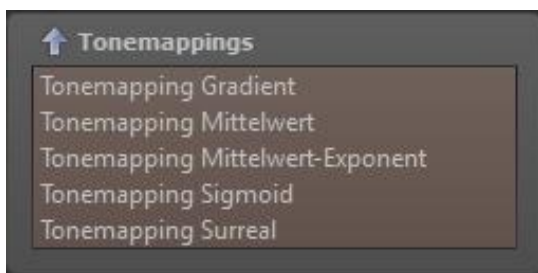 Tonemappings
Tonemapping Gradient
Tonemapping Mittelwert
Tonemapping Mittelwert-Exponent
Tonemapping Sigmoid
Tonemapping Surreal